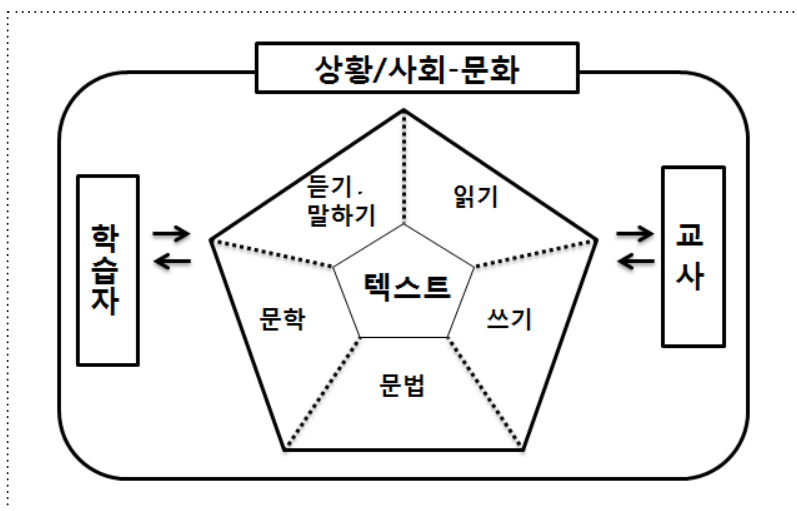 상황/사회-문화
듣기·
말하기
읽기
학
습
자
교
사
텍스트
문학
쓰기
문법